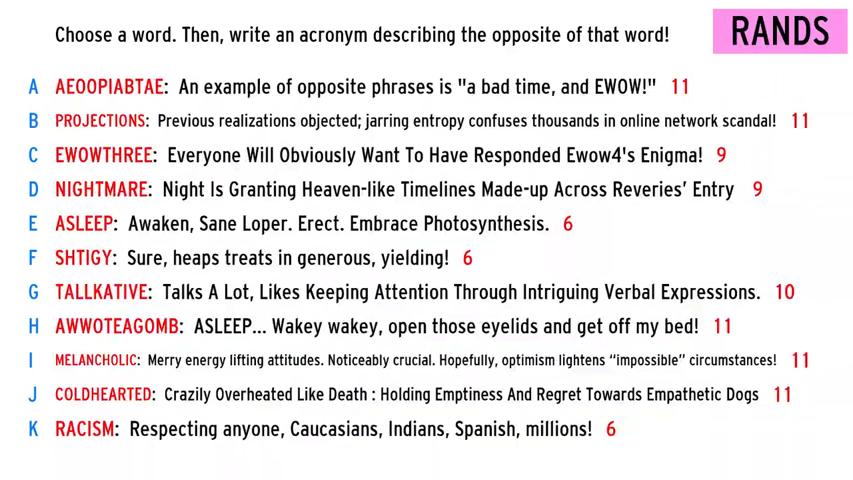 Choose a word. Then, write an acronym describing the opposite of that word!
RANDS
A AEOOPIABTAE: An example of opposite phrases is "a bad time, and EWOW!" 11
B PROJECTIONS: Previous realizations objected; jarring entropy confuses thousands in online network scandal! 11
C EWOWTHREE: Everyone Will Obviously Want To Have Responded Ewow4's Enigma! 9
D NIGHTMARE: Night Is Granting Heaven-like Timelines Made-up Across Reveries’ Entry 9
E ASLEEP: Awaken, Sane Loper. Erect. Embrace Photosynthesis. 6
F SHTIGY: Sure, heaps treats in generous, yielding! 6
G TALLKATIVE: Talks A Lot, Likes Keeping Attention Through Intriguing Verbal Expressions. 10
H AWWOTEAGOMB: ASLEEP... Wakey wakey, open those eyelids and get off my bed! 11
I MELANCHOLIC: Merry energy lifting attitudes. Noticeably crucial. Hopefully, optimism lightens “impossible” circumstances! 11
J COLDHEARTED: Crazily Overheated Like Death : Holding Emptiness And Regret Towards Empathetic Dogs 11
K RACISM: Respecting anyone, Caucasians, Indians, Spanish, millions! 6